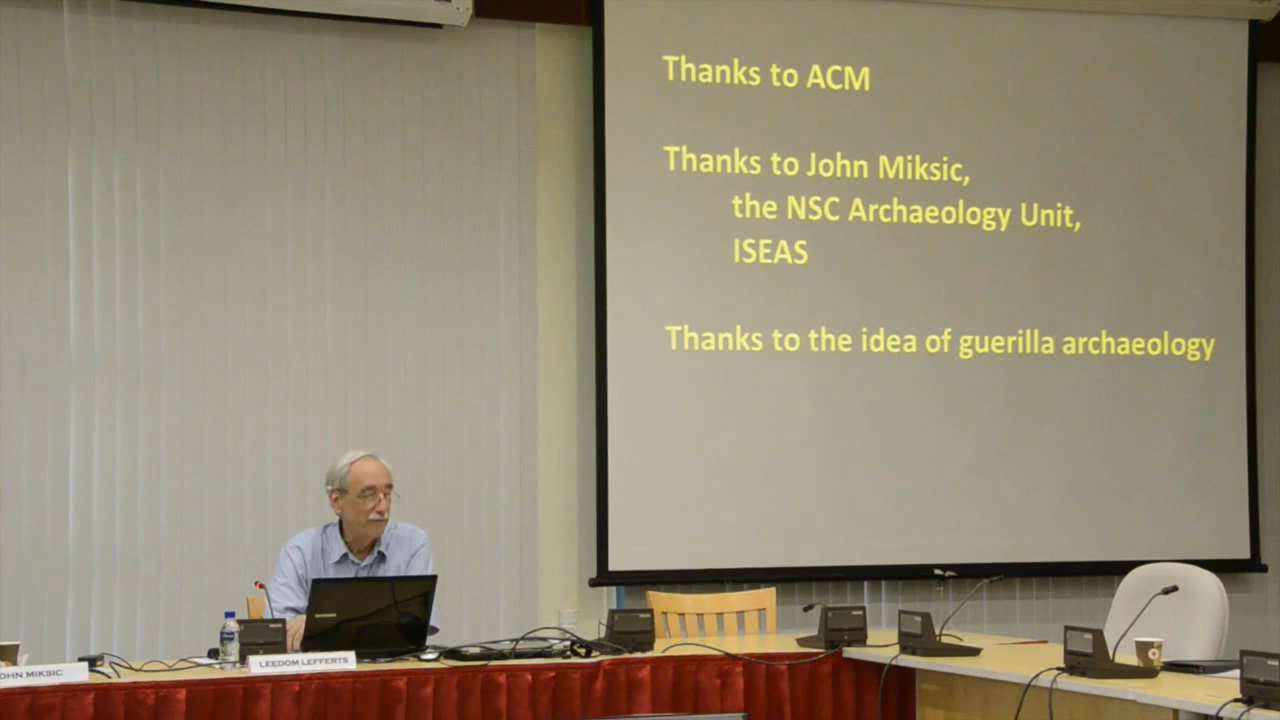 Thanks to ACM
Thanks to John Miksic,
the NSC Archaeology Unit,
ISEAS
Thanks to the idea of guerilla archaeology
OHN MIKSIC
LEEDOM LEFFERTS